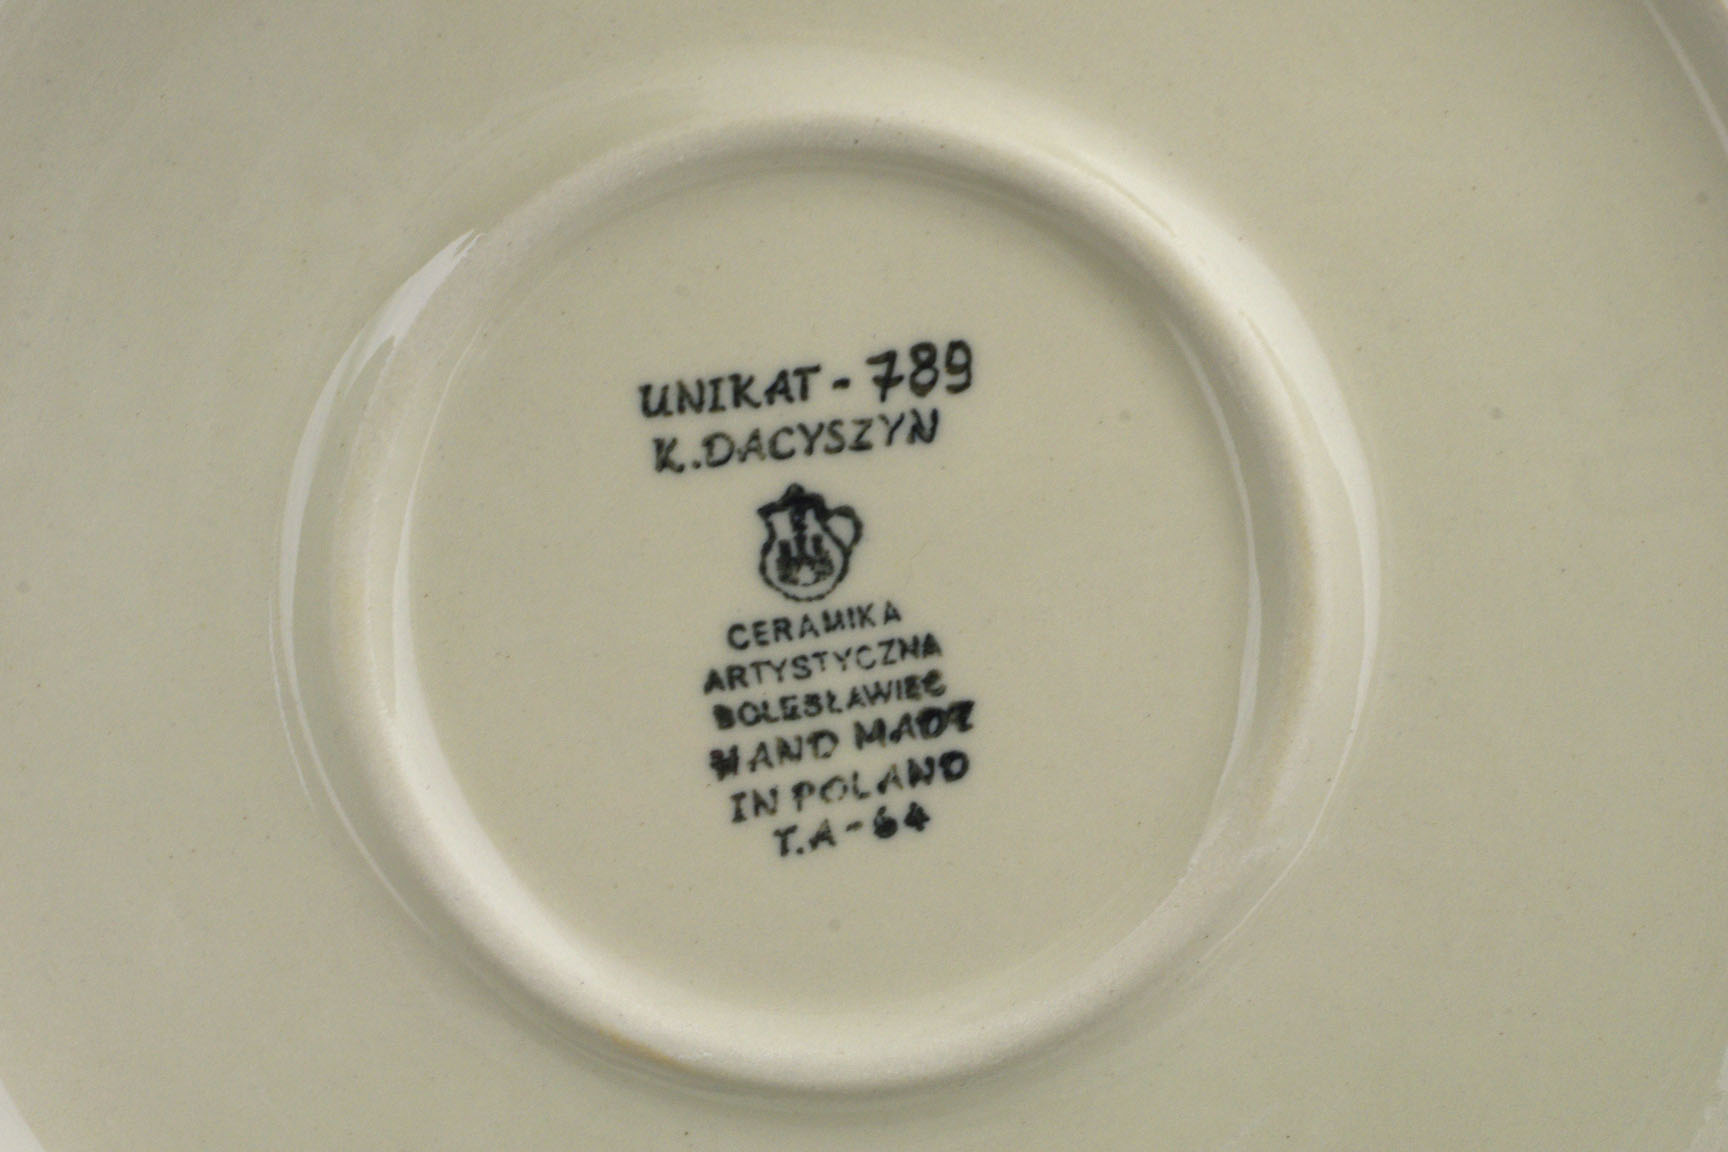 UNIKAT - 789
K. DACYSZYN
CERAMIKA
ARTYSTYCZNA
BOLESŁAWIEC
HAND MADE
IN POLAND
T.A - 64